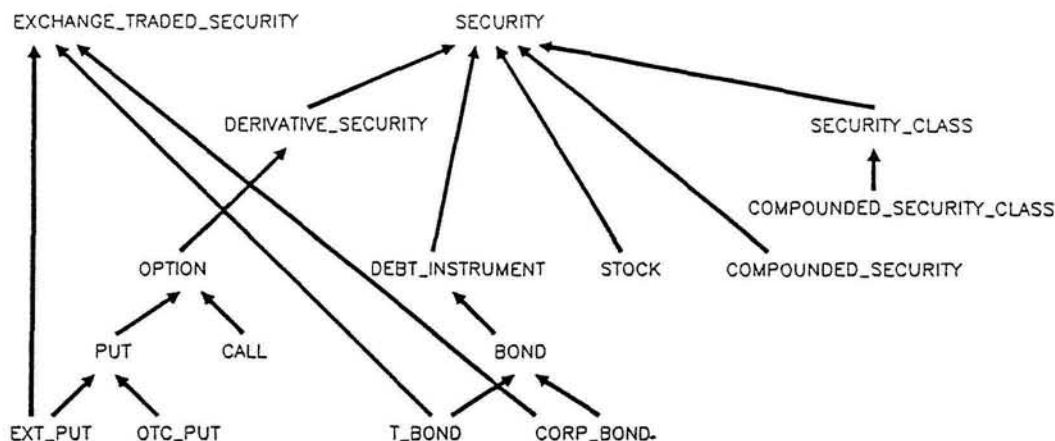 EXCHANGE_TRADED_SECURITY SECURITY
DERIVATIVE_SECURITY SECURITY_CLASS
COMPOUNDED_SECURITY_CLASS
OPTION DEBT_INSTRUMENT STOCK COMPOUNDED_SECURITY
PUT CALL BOND
EXT_PUT OTC_PUT T_BOND CORP_BOND.